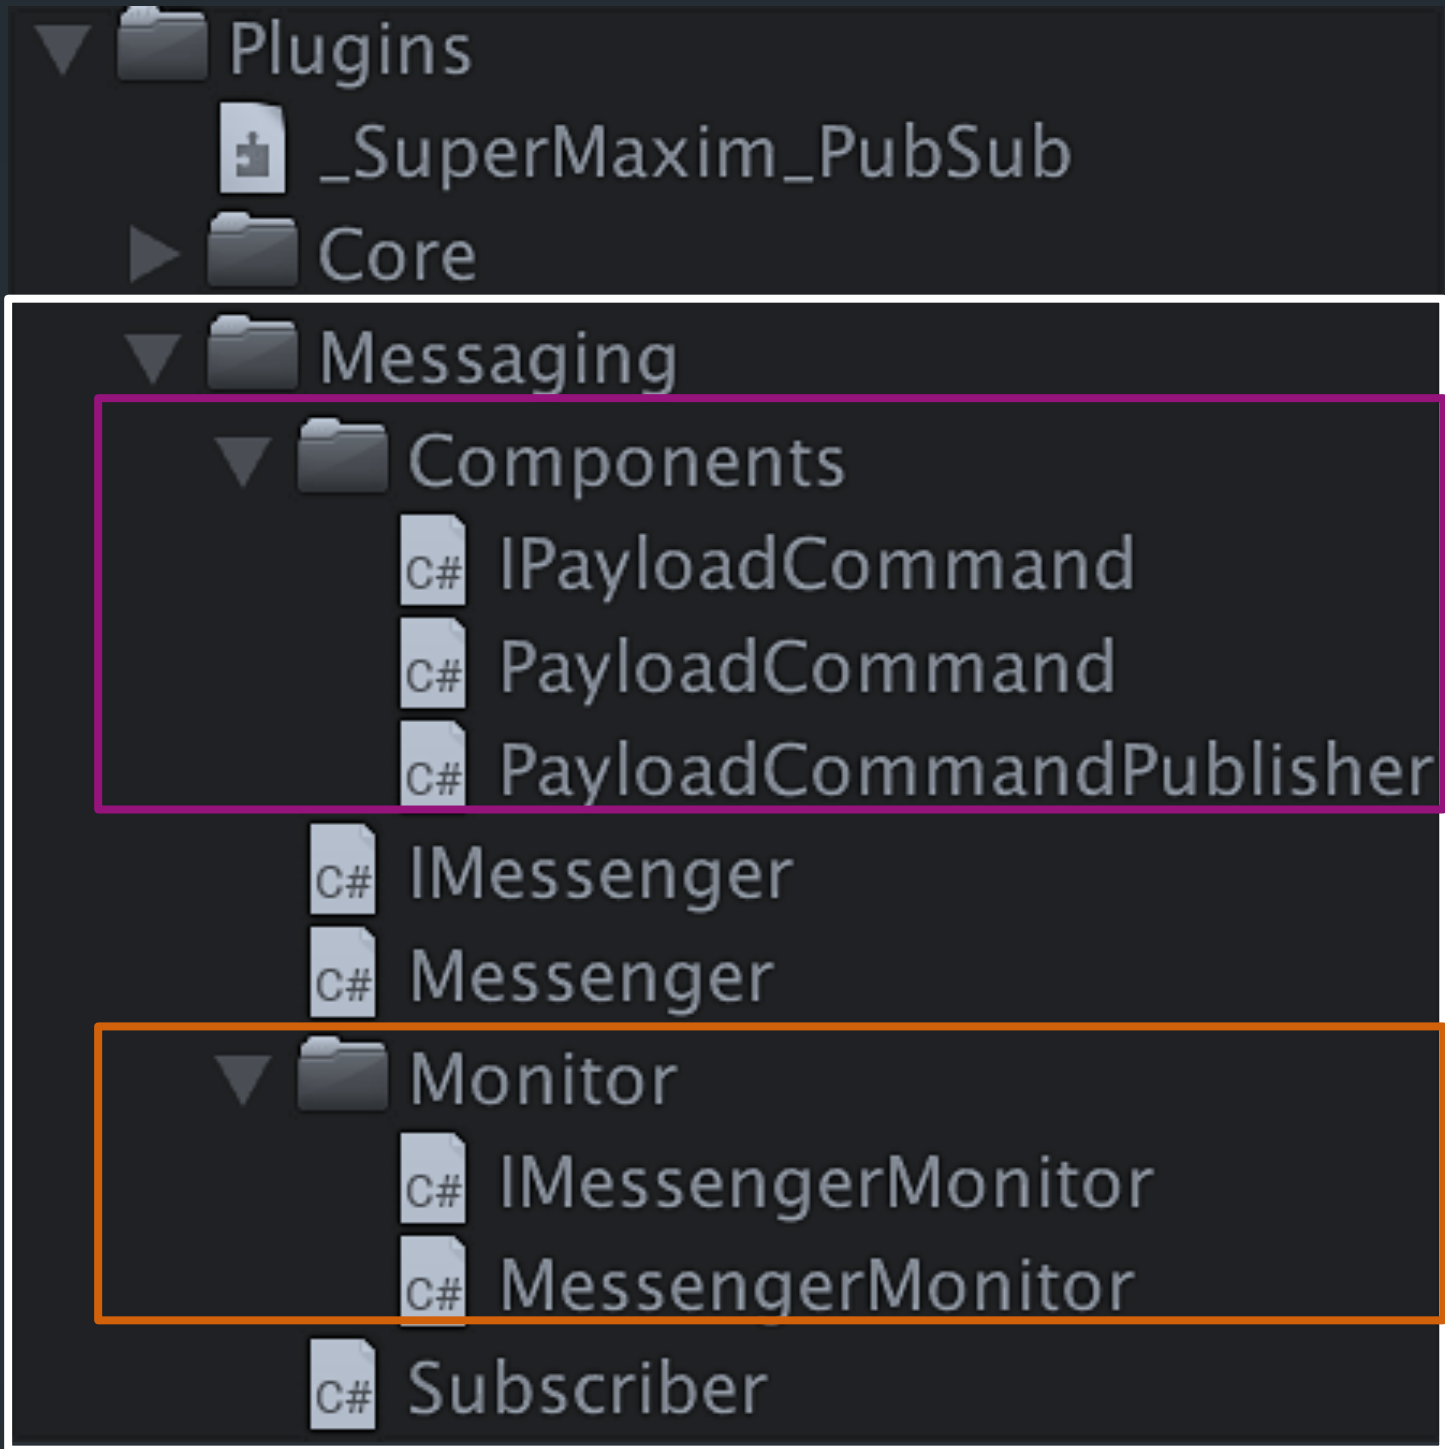 Plugins
_SuperMaxim_PubSub
Core
Messaging
Components
C# IPayloadCommand
C# PayloadCommand
C# PayloadCommandPublisher
C# IMessenger
C# Messenger
Monitor
C# IMessengerMonitor
C# MessengerMonitor
C# Subscriber